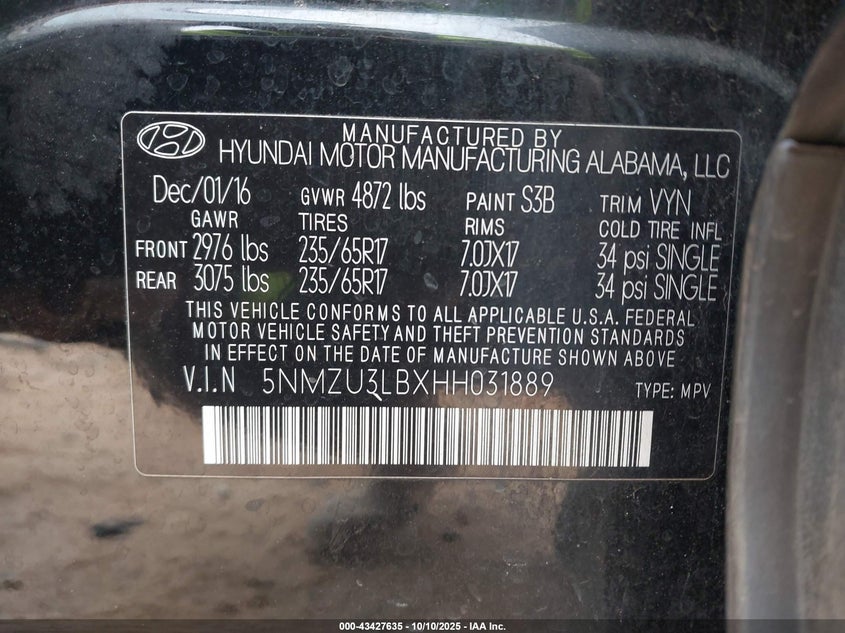 MANUFACTURED BY
HYUNDAI MOTOR MANUFACTURING ALABAMA, LLC
Dec/01/16 GVWR 4872 lbs PAINT S3B TRIM VYN
GAWR TIRES RIMS COLD TIRE INFL
FRONT 2976 lbs 235/65R17 7.0JX17 34 psi SINGLE
REAR 3075 lbs 235/65R17 7.0JX17 34 psi SINGLE
THIS VEHICLE CONFORMS TO ALL APPLICABLE U.S.A. FEDERAL
MOTOR VEHICLE SAFETY AND THEFT PREVENTION STANDARDS
IN EFFECT ON THE DATE OF MANUFACTURE SHOWN ABOVE
V.I.N 5NMZU3LBXHH031889 TYPE: MPV
000-43427635 - 10/10/2025 - IAA Inc.